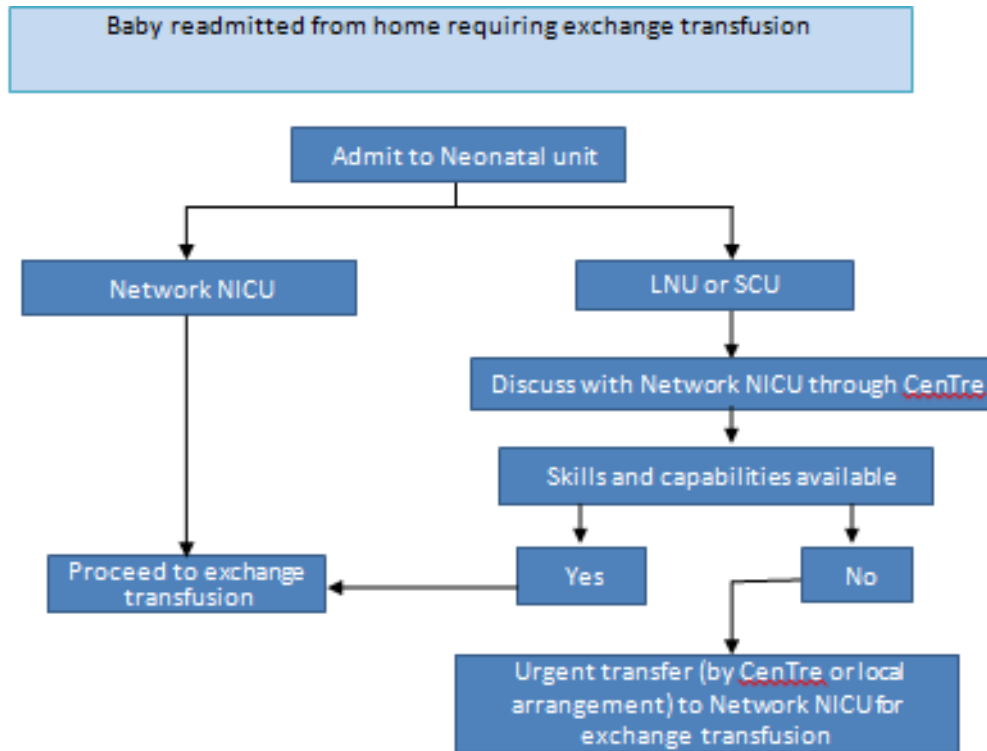 Baby readmitted from home requiring exchange transfusion
Admit to Neonatal unit
Network NICU
LNU or SCU
Discuss with Network NICU through CenTre
Skills and capabilities available
Proceed to exchange
transfusion
Yes
No
Urgent transfer (by CenTre or local
arrangement) to Network NICU for
exchange transfusion